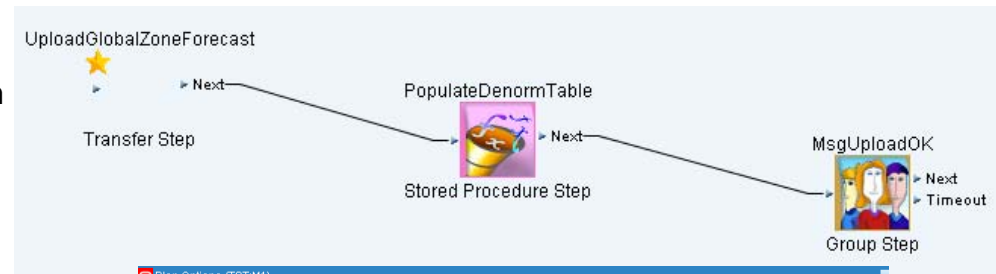 UploadGlobalZoneForecast
Next
Transfer Step
PopulateDenormTable
Next
Stored Procedure Step
MsgUploadOK
Next
Timeout
Group Step